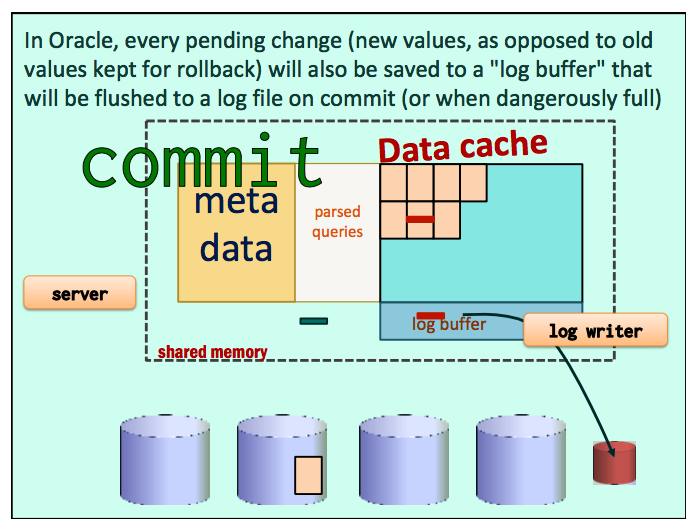 In Oracle, every pending change (new values, as opposed to old
values kept for rollback) will also be saved to a "log buffer" that
will be flushed to a log file on commit (or when dangerously full)
commit
Data cache
meta
data
parsed
queries
server
log buffer
log writer
shared memory